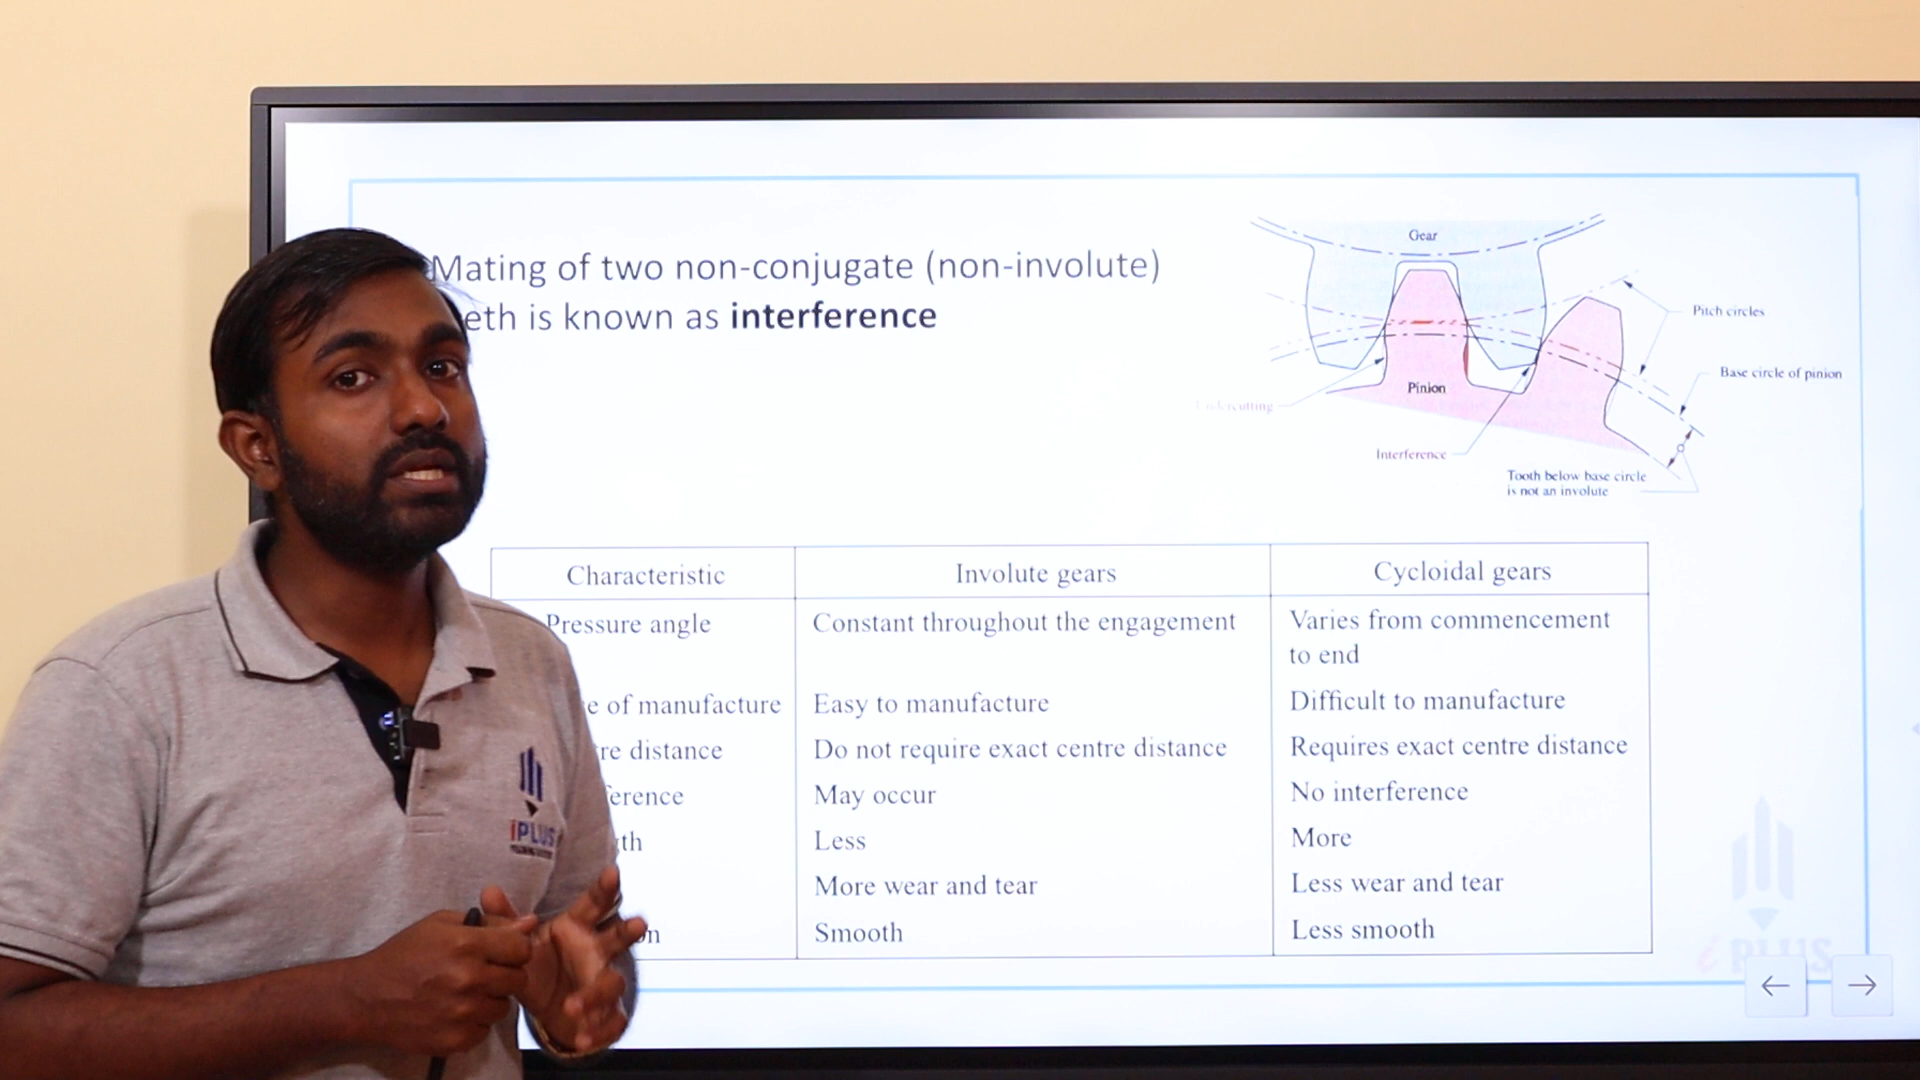 Mating of two non-conjugate (non-involute)
eth is known as interference
Gear
Pitch circles
Base circle of pinion
Pinion
Undercutting
Interference
Tooth below base circle
is not an involute
Characteristic Involute gears Cycloidal gears
Pressure angle Constant throughout the engagement Varies from commencement
to end
e of manufacture Easy to manufacture Difficult to manufacture
re distance Do not require exact centre distance Requires exact centre distance
erence May occur No interference
th Less More
More wear and tear Less wear and tear
on Smooth Less smooth
iPLUS
i PLUS